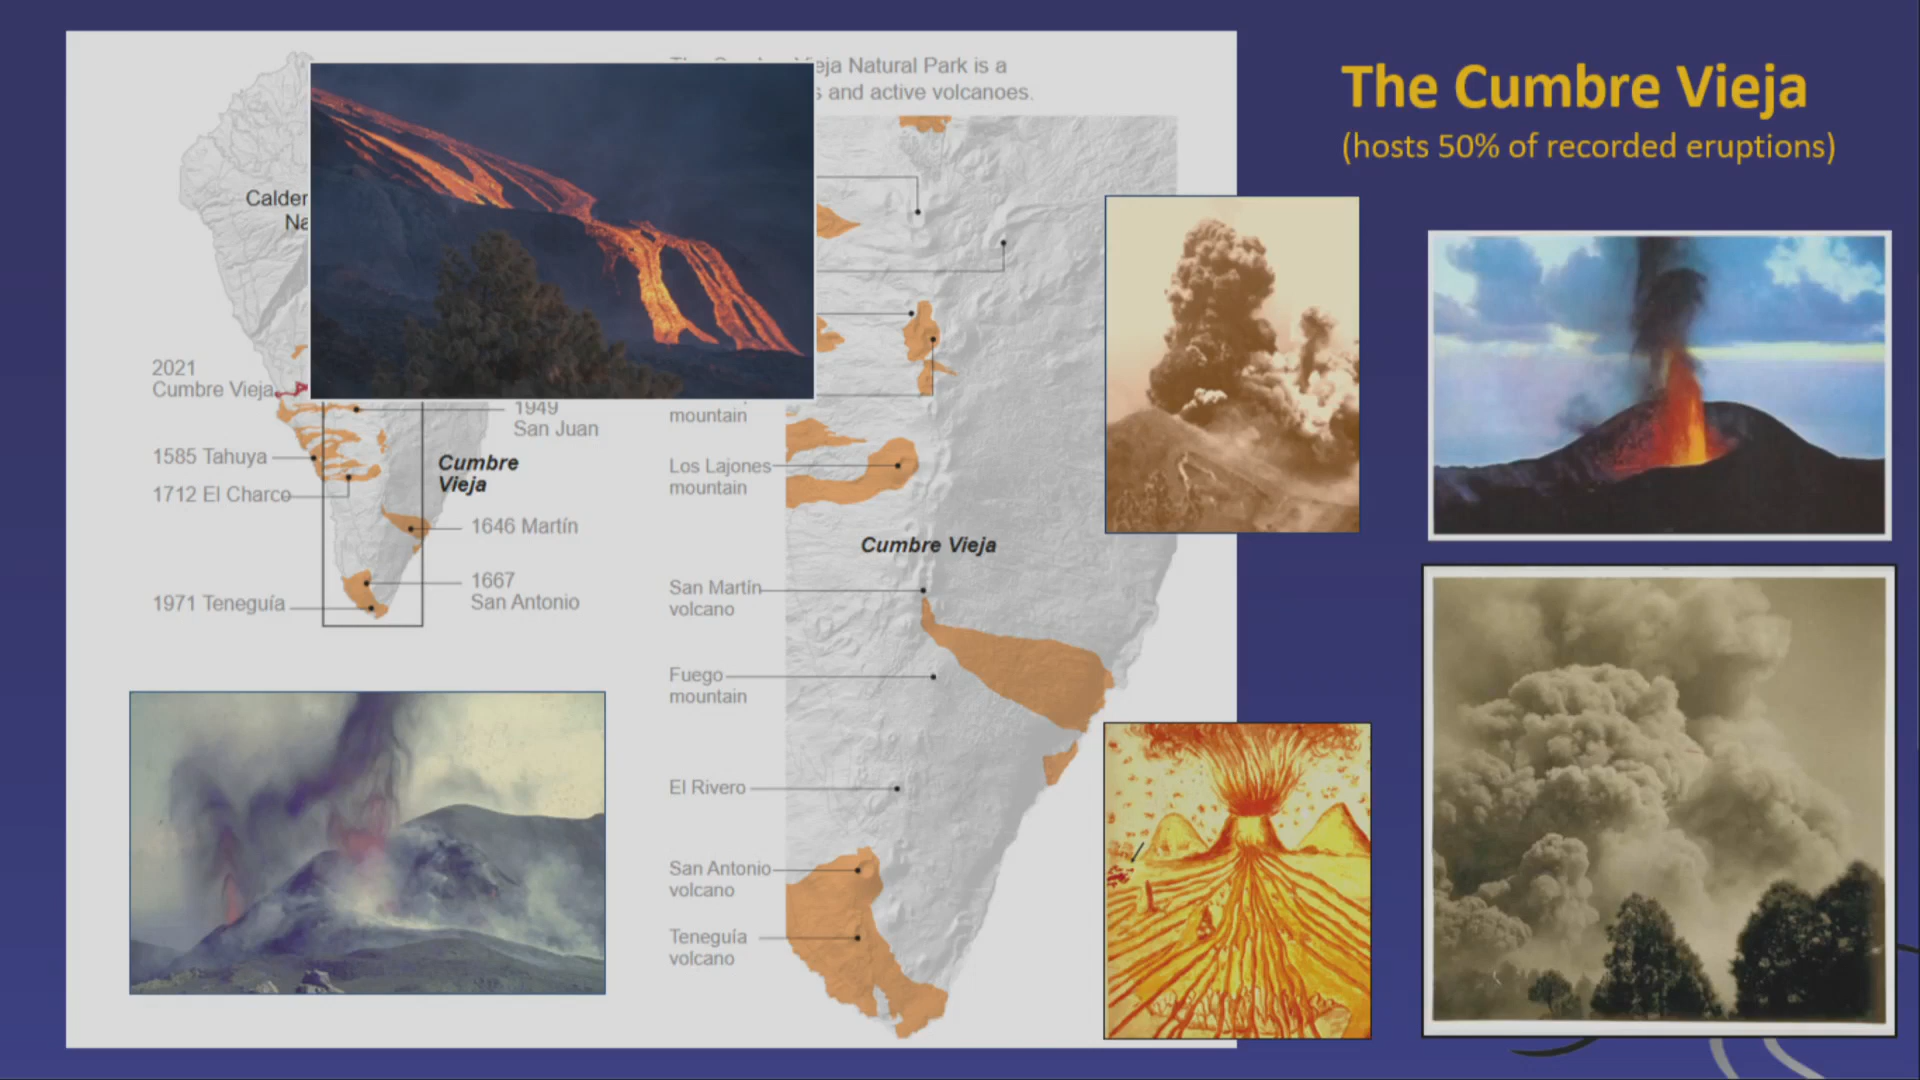 The Cumbre Vieja
(hosts 50% of recorded eruptions)
eja Natural Park is a
s and active volcanoes.
Calder
Na
2021
Cumbre Vieja
1949
San Juan
1585 Tahuya
Cumbre
Vieja
1712 El Charco
1646 Martín
1667
San Antonio
1971 Teneguía
mountain
Los Lajones
mountain
Cumbre Vieja
San Martín
volcano
Fuego
mountain
El Rivero
San Antonio
volcano
Teneguía
volcano